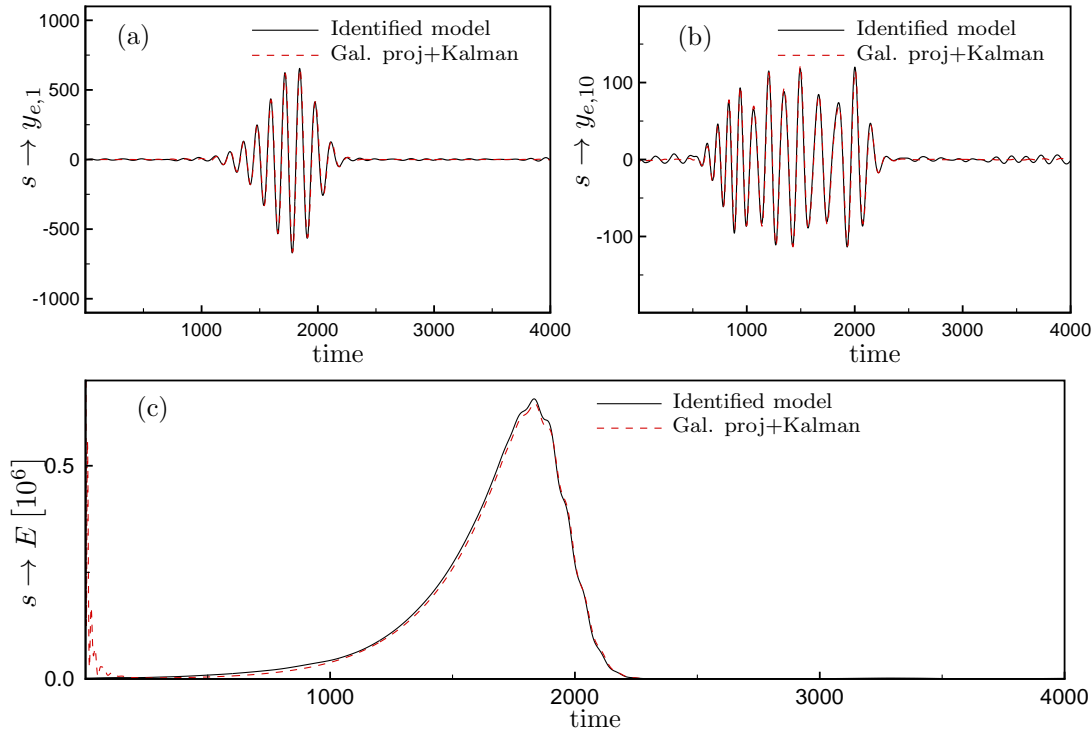 (a)
Identified model
Gal. proj+Kalman
s → y_{e,1}
1000
500
0
-500
-1000
1000
2000
3000
4000
time
(b)
Identified model
Gal. proj+Kalman
s → y_{e,10}
100
0
-100
1000
2000
3000
4000
time
(c)
Identified model
Gal. proj+Kalman
s → E [10^6]
0.5
0.0
1000
2000
3000
4000
time